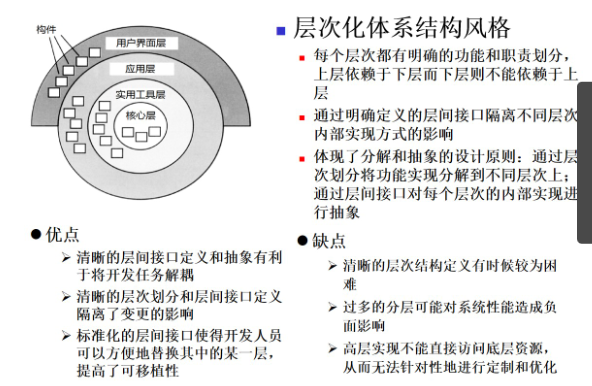 构件
用户界面层
应用层
实用工具层
核心层
层次化体系结构风格
每个层次都有明确的功能和职责划分，
上层依赖于下层而下层则不能依赖于上
层
通过明确定义的层间接口隔离不同层次
内部实现方式的影响
体现了分解和抽象的设计原则：通过层
次划分将功能实现分解到不同层次上；
通过层间接口对每个层次的内部实现进
行抽象
优点
清晰的层间接口定义和抽象有利
于将开发任务解耦
清晰的层次划分和层间接口定义
隔离了变更的影响
标准化的层间接口使得开发人员
可以方便地替换其中的某一层，
提高了可移植性
缺点
清晰的层次结构定义有时候较为困
难
过多的分层可能对系统性能造成负
面影响
高层实现不能直接访问底层资源，
从而无法针对性地进行定制和优化